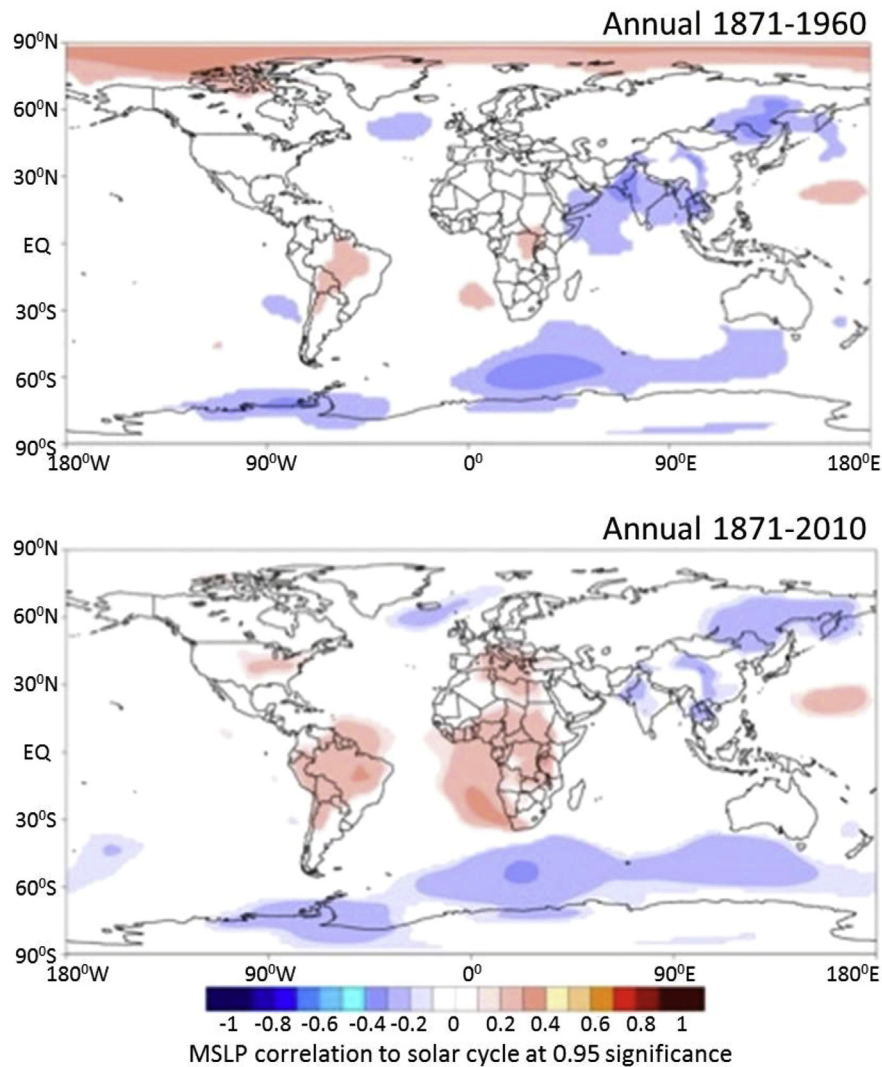 Annual 1871-1960
90⁰N
60⁰N
30⁰N
EQ
30⁰S
60⁰S
90⁰S
180⁰W 90⁰W 0⁰ 90⁰E 180⁰E
Annual 1871-2010
90⁰N
60⁰N
30⁰N
EQ
30⁰S
60⁰S
90⁰S
180⁰W 90⁰W 0⁰ 90⁰E 180⁰E
-1 -0.8 -0.6 -0.4 -0.2 0 0.2 0.4 0.6 0.8 1
MSLP correlation to solar cycle at 0.95 significance